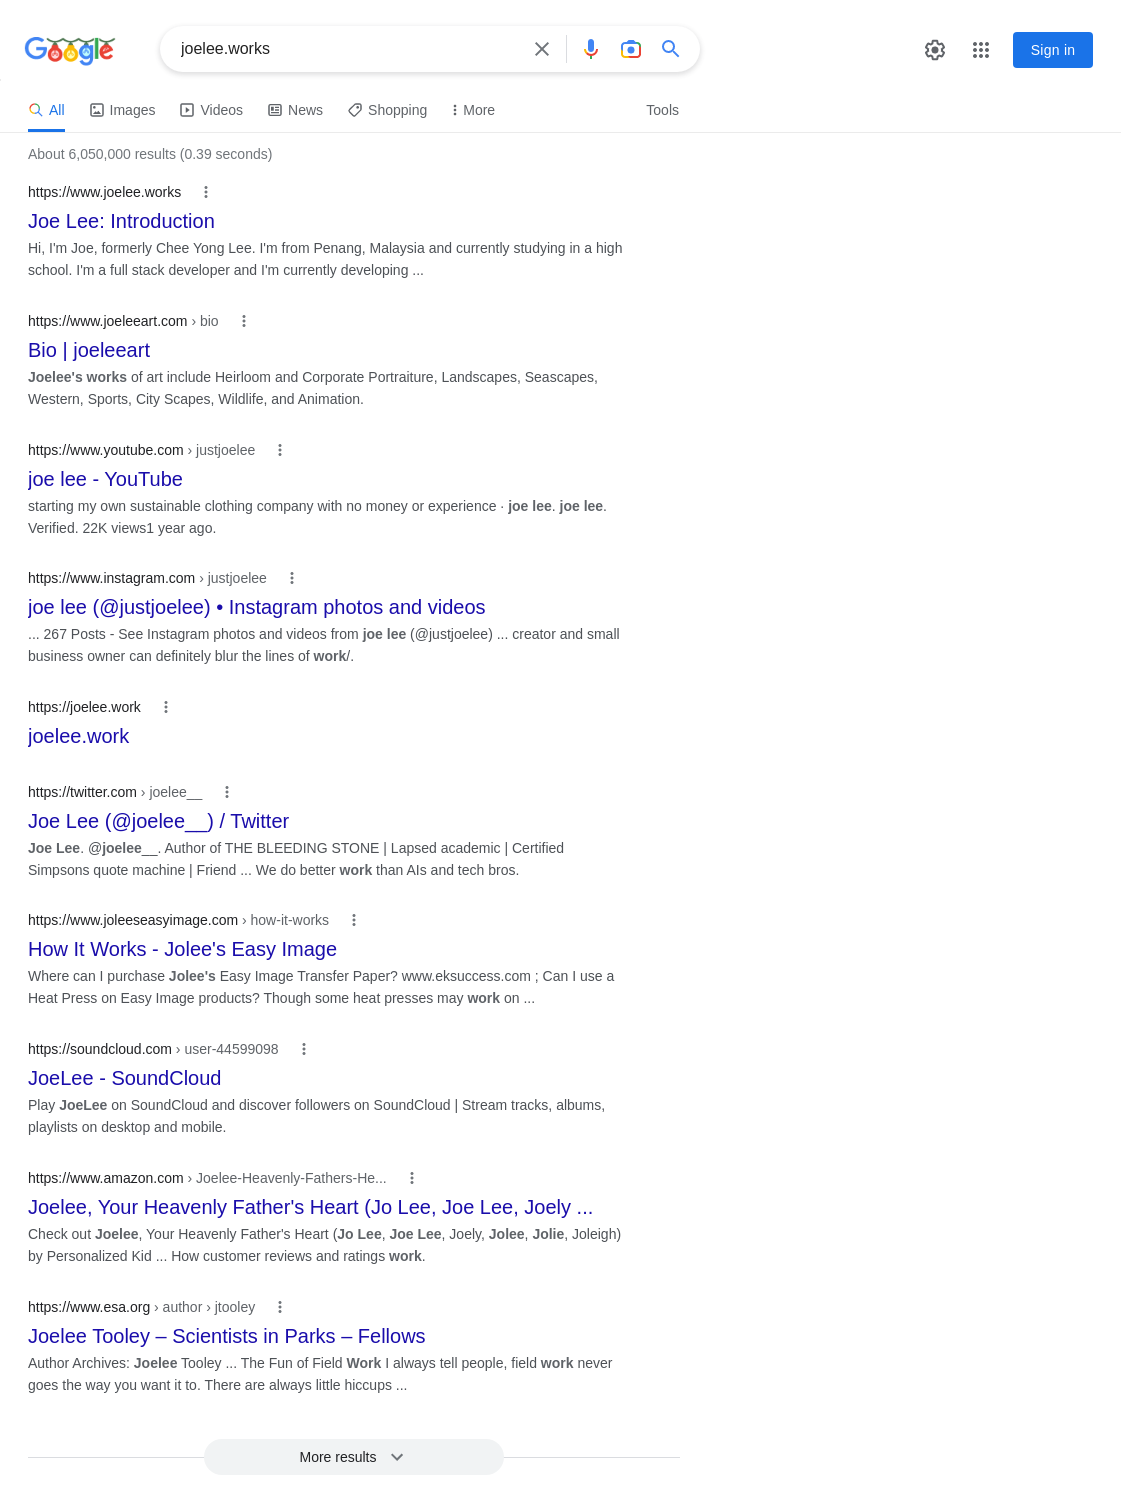 Google
joelee.works
Sign in
All
Images
Videos
News
Shopping
More
Tools
About 6,050,000 results (0.39 seconds)
https://www.joelee.works
Joe Lee: Introduction
Hi, I'm Joe, formerly Chee Yong Lee. I'm from Penang, Malaysia and currently studying in a high
school. I'm a full stack developer and I'm currently developing ...
https://www.joeleeart.com › bio
Bio | joeleeart
Joelee's works of art include Heirloom and Corporate Portraiture, Landscapes, Seascapes,
Western, Sports, City Scapes, Wildlife, and Animation.
https://www.youtube.com › justjoelee
joe lee - YouTube
starting my own sustainable clothing company with no money or experience · joe lee. joe lee.
Verified. 22K views1 year ago.
https://www.instagram.com › justjoelee
joe lee (@justjoelee) • Instagram photos and videos
... 267 Posts - See Instagram photos and videos from joe lee (@justjoelee) ... creator and small
business owner can definitely blur the lines of work/.
https://joelee.work
joelee.work
https://twitter.com › joelee__
Joe Lee (@joelee__) / Twitter
Joe Lee. @joelee__. Author of THE BLEEDING STONE | Lapsed academic | Certified
Simpsons quote machine | Friend ... We do better work than AIs and tech bros.
https://www.joleeseasyimage.com › how-it-works
How It Works - Jolee's Easy Image
Where can I purchase Jolee's Easy Image Transfer Paper? www.eksuccess.com ; Can I use a
Heat Press on Easy Image products? Though some heat presses may work on ...
https://soundcloud.com › user-44599098
JoeLee - SoundCloud
Play JoeLee on SoundCloud and discover followers on SoundCloud | Stream tracks, albums,
playlists on desktop and mobile.
https://www.amazon.com › Joelee-Heavenly-Fathers-He...
Joelee, Your Heavenly Father's Heart (Jo Lee, Joe Lee, Joely ...
Check out Joelee, Your Heavenly Father's Heart (Jo Lee, Joe Lee, Joely, Jolee, Jolie, Joleigh)
by Personalized Kid ... How customer reviews and ratings work.
https://www.esa.org › author › jtooley
Joelee Tooley – Scientists in Parks – Fellows
Author Archives: Joelee Tooley ... The Fun of Field Work I always tell people, field work never
goes the way you want it to. There are always little hiccups ...
More results